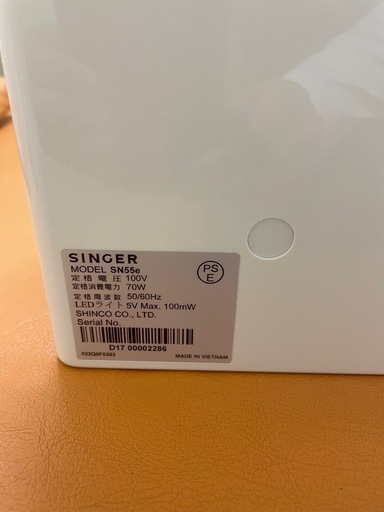 SINGER
MODEL SN55e
定格電圧 100V
定格消費電力 70W
定格周波数 50/60Hz
LEDライト 5V Max. 100mW
SHINCO CO., LTD.
Serial No.
D17 00002286
022Q0F0302
MADE IN VIETNAM
PS
E